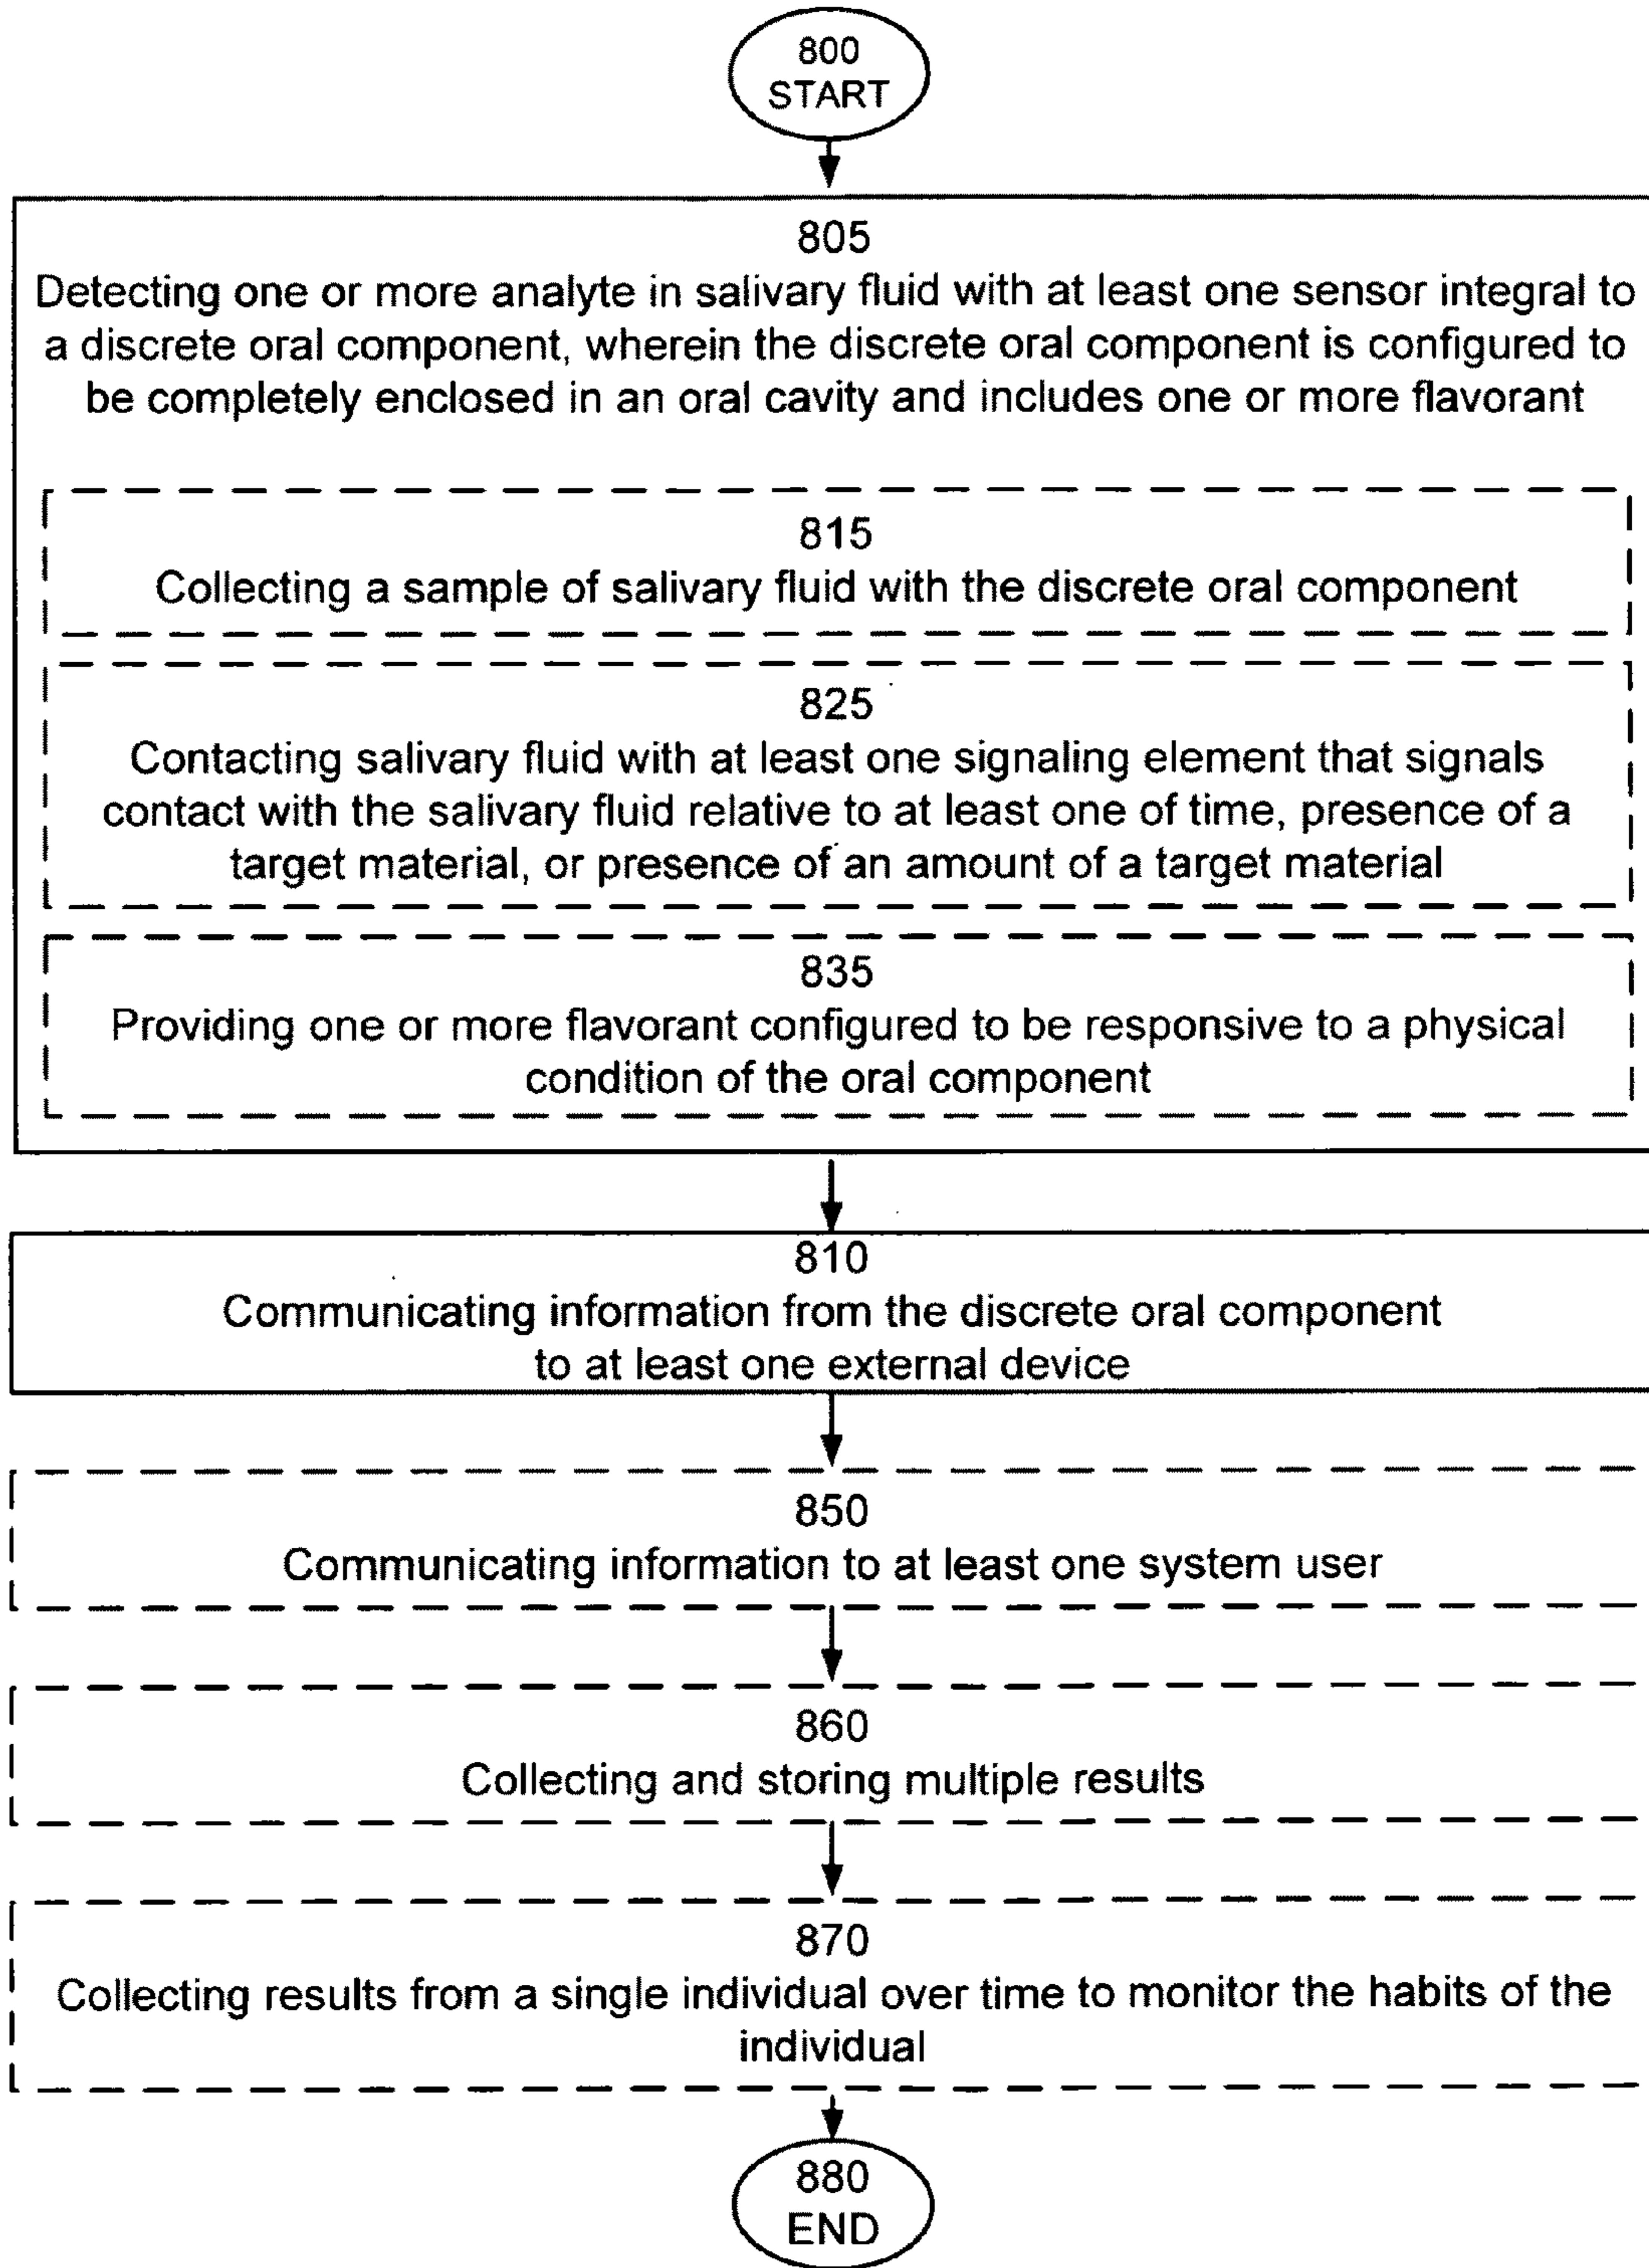 800
START
805
Detecting one or more analyte in salivary fluid with at least one sensor integral to
a discrete oral component, wherein the discrete oral component is configured to
be completely enclosed in an oral cavity and includes one or more flavorant
815
Collecting a sample of salivary fluid with the discrete oral component
825
Contacting salivary fluid with at least one signaling element that signals
contact with the salivary fluid relative to at least one of time, presence of a
target material, or presence of an amount of a target material
835
Providing one or more flavorant configured to be responsive to a physical
condition of the oral component
810
Communicating information from the discrete oral component
to at least one external device
850
Communicating information to at least one system user
860
Collecting and storing multiple results
870
Collecting results from a single individual over time to monitor the habits of the
individual
880
END